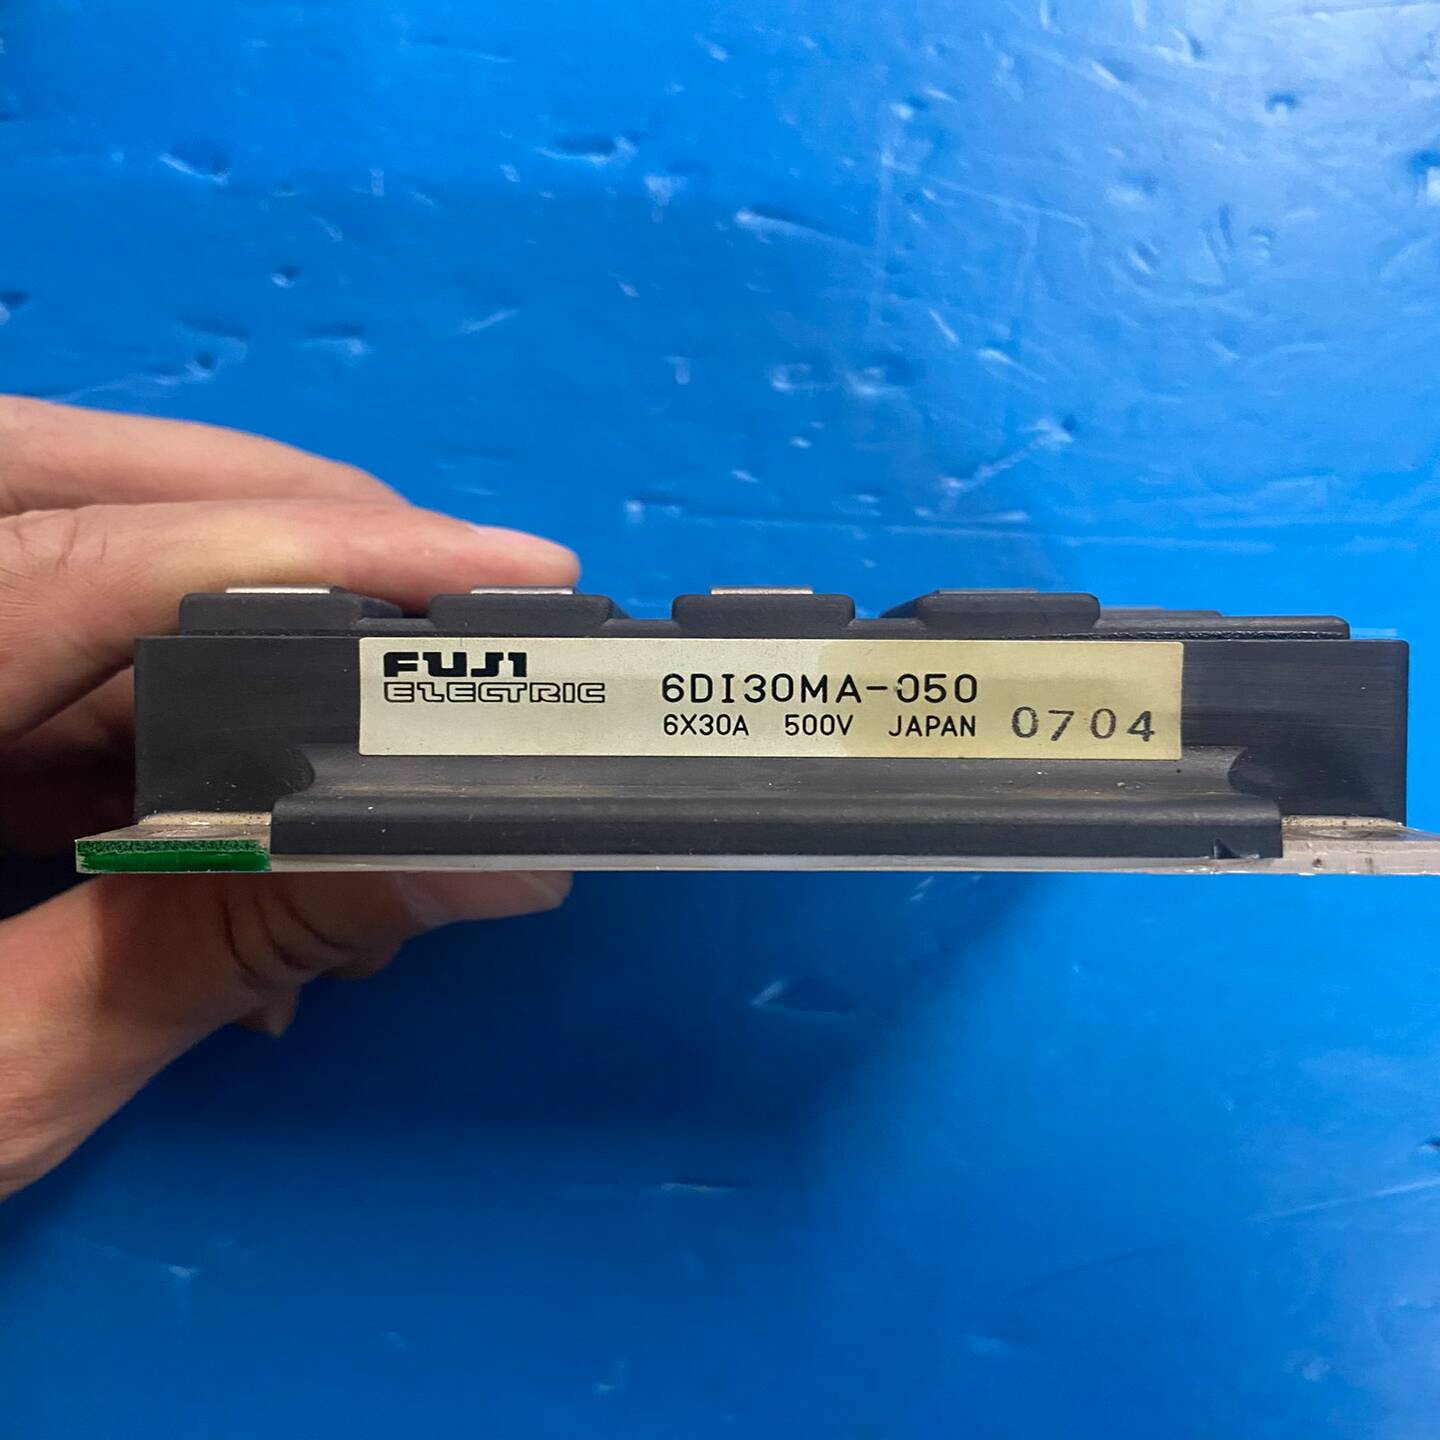 FUJI
ELECTRIC
6DI30MA-050
6X30A 500V JAPAN 0704